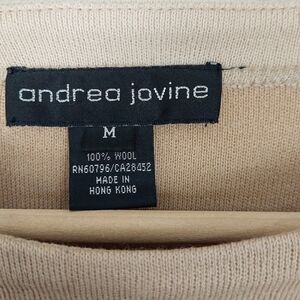 andrea jovine
M
100% WOOL
RN60796/CA28452
MADE IN
HONG KONG